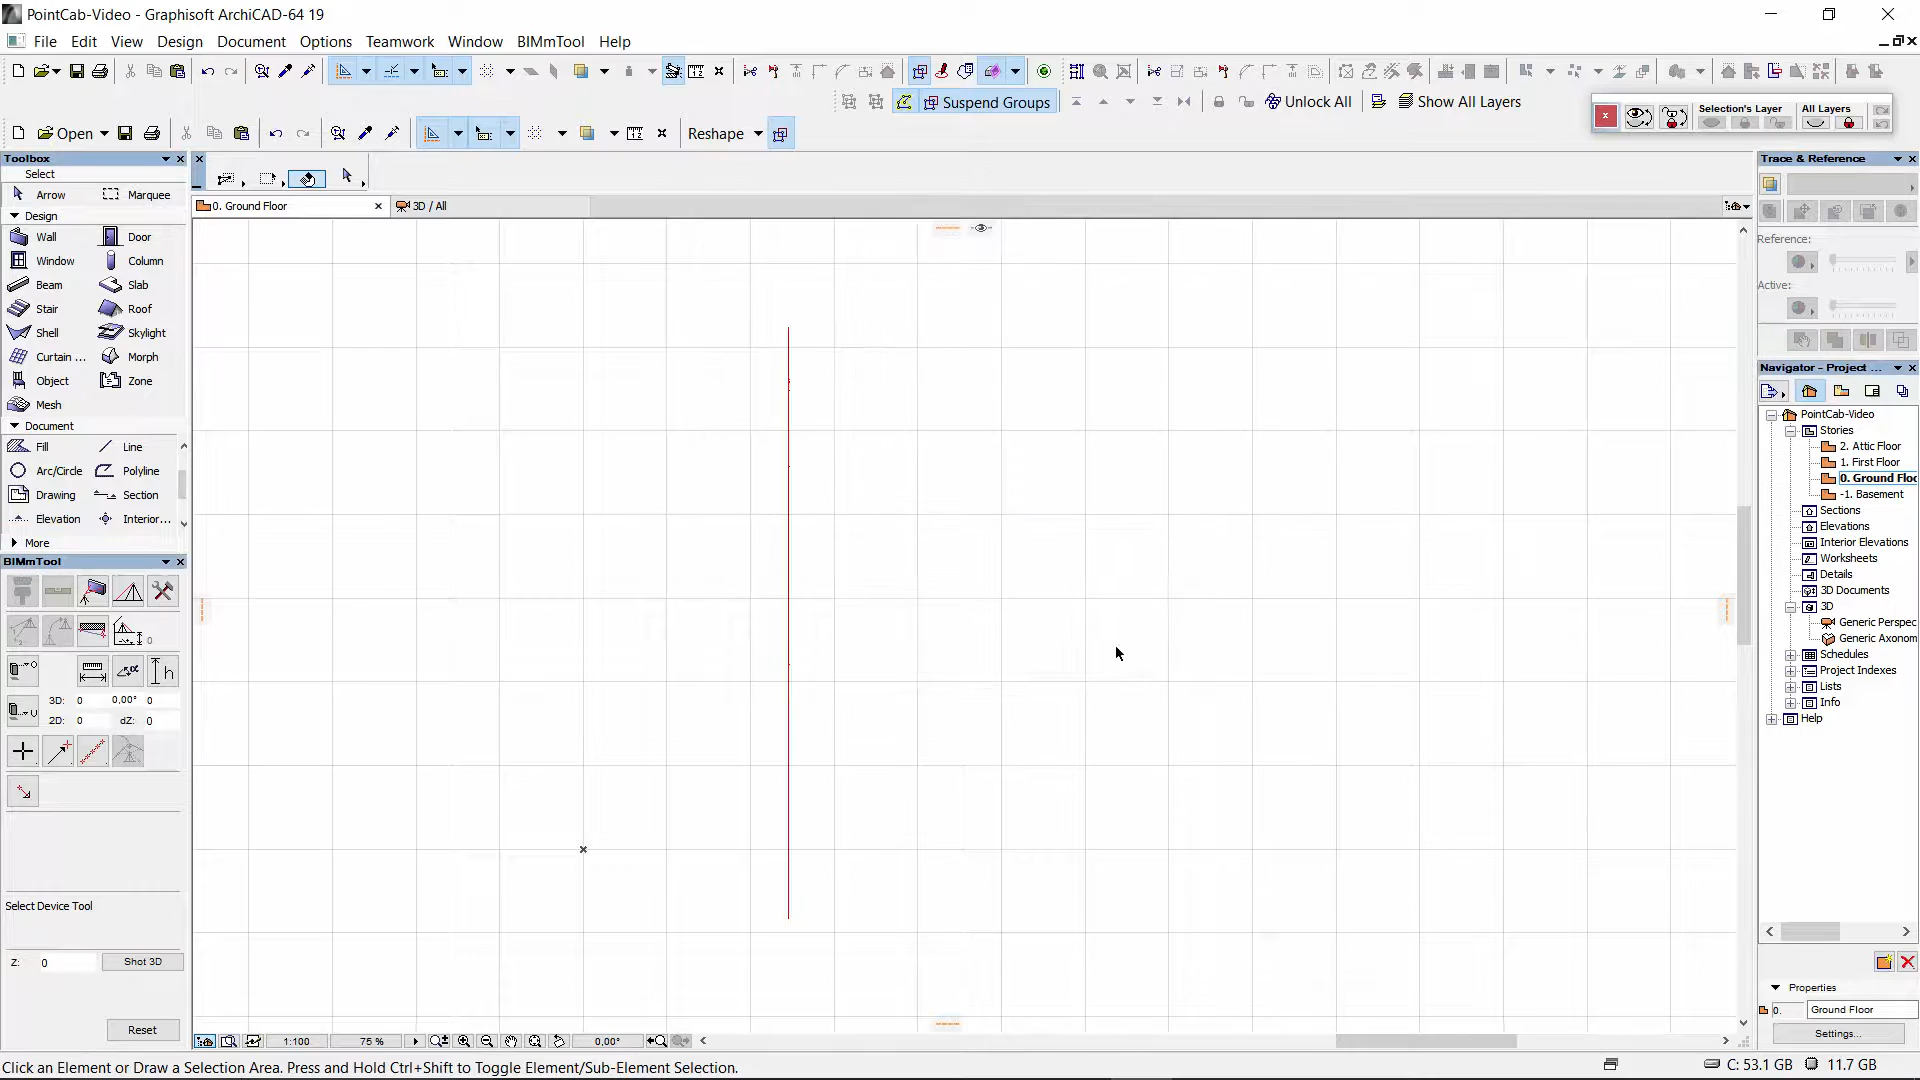 PointCab-Video - Graphisoft ArchiCAD-64 19
File Edit View Design Document Options Teamwork Window BIMmTool Help
Suspend Groups Unlock All Show All Layers
Selection's Layer All Layers
Open Reshape
Toolbox
Select
Arrow Marquee
Design
Wall Door
Window Column
Beam Slab
Stair Roof
Shell Skylight
Curtain ... Morph
Object Zone
Mesh
Document
Fill Line
Arc/Circle Polyline
Drawing Section
Elevation Interior...
More
BIMmTool
0
3D: 0 0,00° 0
2D: 0 dZ: 0
Select Device Tool
Z: 0 Shot 3D
Reset
0. Ground Floor 3D / All
1:100 75 % 0,00°
Trace & Reference
Reference:
Active:
Navigator - Project ...
PointCab-Video
Stories
2. Attic Floor
1. First Floor
0. Ground Floo
-1. Basement
Sections
Elevations
Interior Elevations
Worksheets
Details
3D Documents
3D
Generic Perspec
Generic Axonom
Schedules
Project Indexes
Lists
Info
Help
Properties
0. Ground Floor
Settings...
Click an Element or Draw a Selection Area. Press and Hold Ctrl+Shift to Toggle Element/Sub-Element Selection.
C: 53.1 GB 11.7 GB